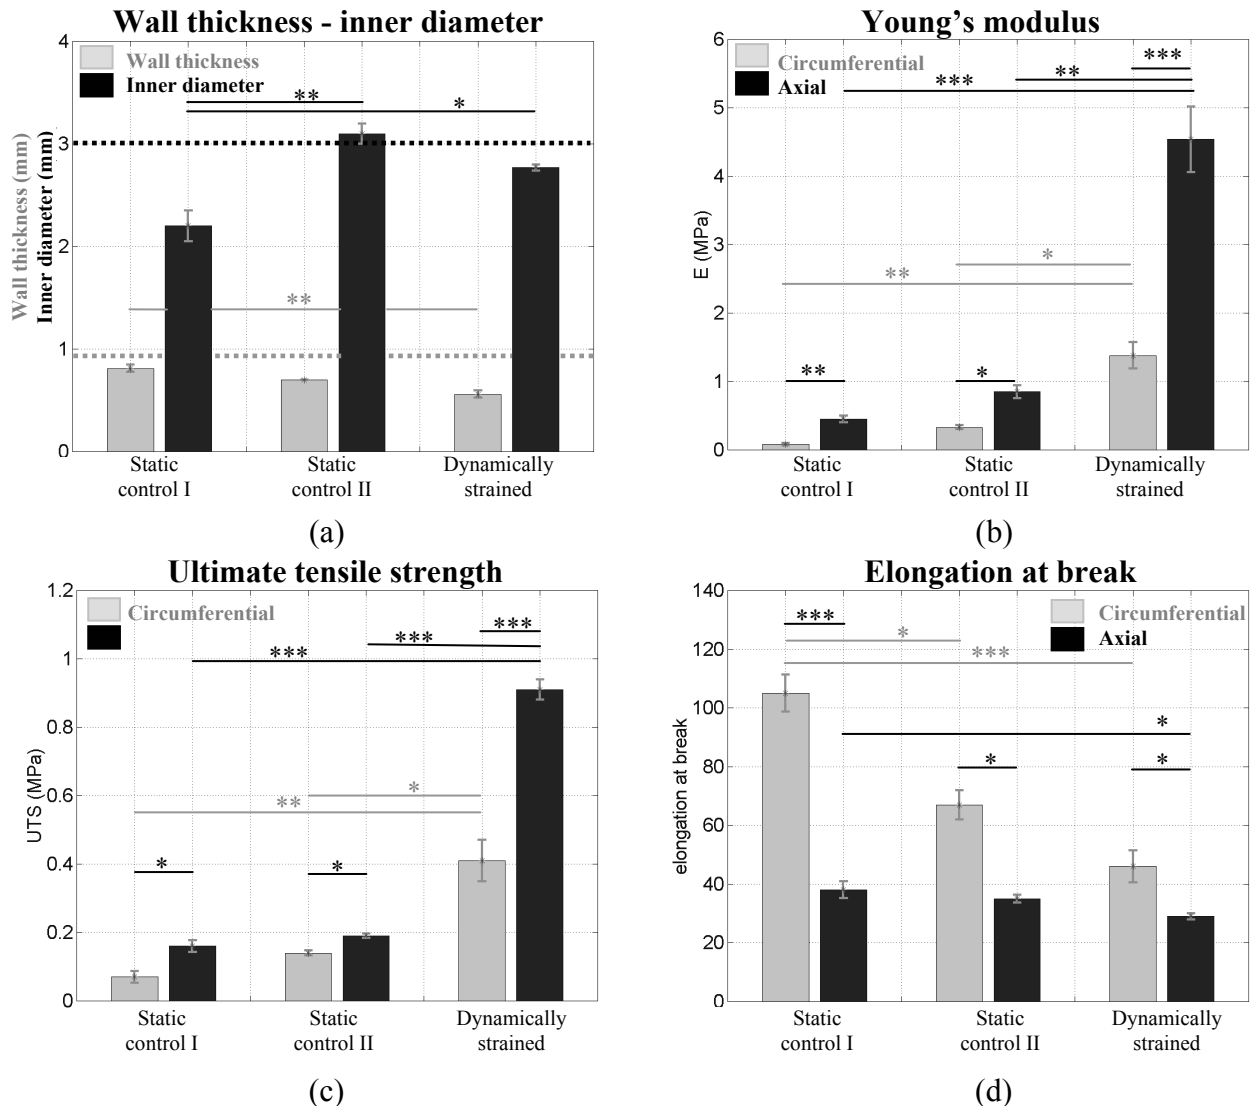 Wall thickness - inner diameter
4
3
2
1
0
Wall thickness (mm)
Inner diameter (mm)
Wall thickness
Inner diameter
**
*
**
Static
control I
Static
control II
Dynamically
strained
(a)
Young’s modulus
6
5
4
3
2
1
0
E (MPa)
Circumferential
Axial
***
**
***
*
**
**
*
Static
control I
Static
control II
Dynamically
strained
(b)
Ultimate tensile strength
1.2
1
0.8
0.6
0.4
0.2
0
UTS (MPa)
Circumferential
***
***
***
*
**
*
*
Static
control I
Static
control II
Dynamically
strained
(c)
Elongation at break
140
120
100
80
60
40
20
0
elongation at break
Circumferential
Axial
***
*
***
*
*
*
Static
control I
Static
control II
Dynamically
strained
(d)